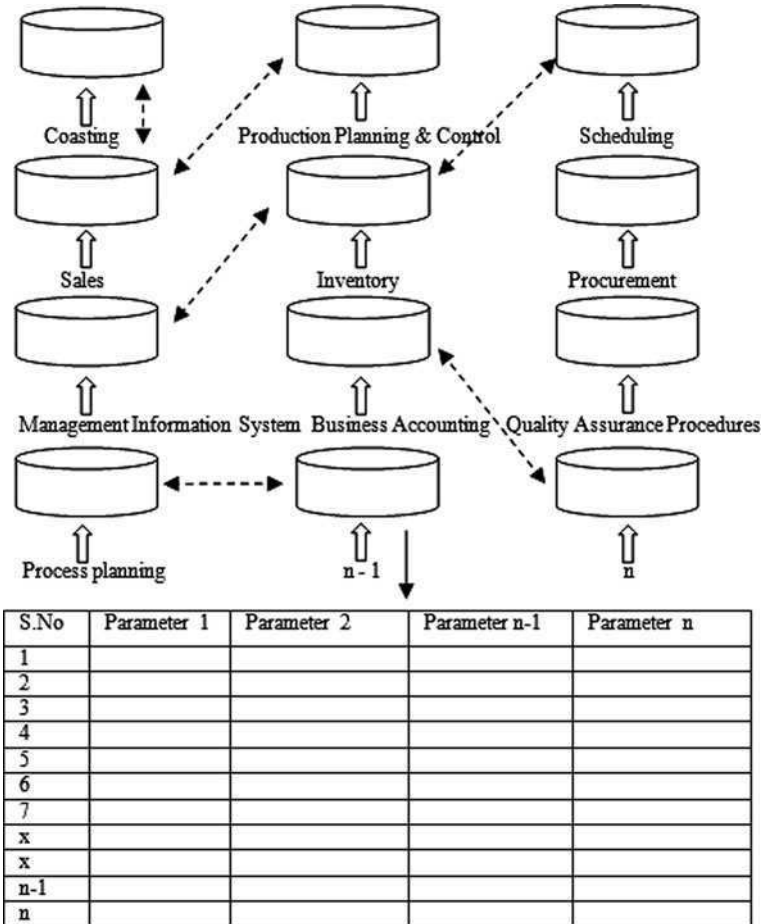 Coasting Production Planning & Control Scheduling
Sales Inventory Procurement
Management Information System Business Accounting Quality Assurance Procedures
Process planning n - 1 n
S.No Parameter 1 Parameter 2 Parameter n-1 Parameter n
1
2
3
4
5
6
7
x
x
n-1
n